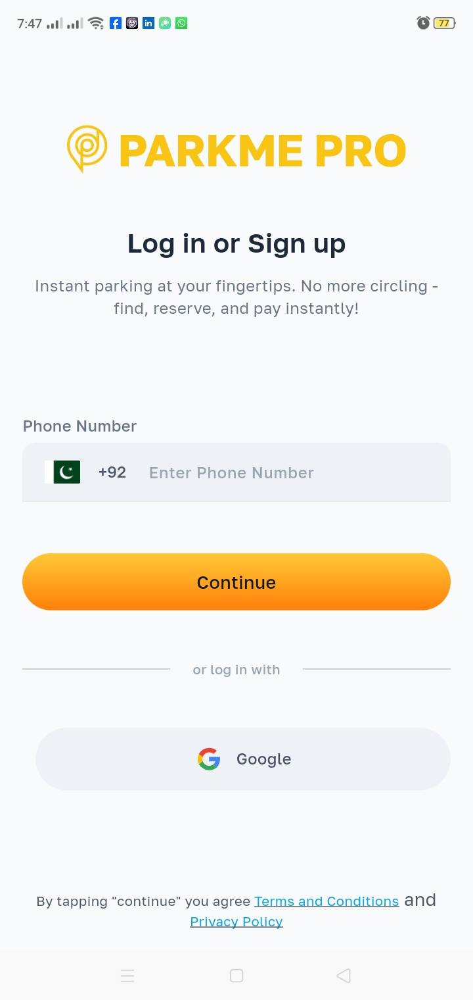 7:47
77
PARKME PRO
Log in or Sign up
Instant parking at your fingertips. No more circling -
find, reserve, and pay instantly!
Phone Number
+92 Enter Phone Number
Continue
or log in with
Google
By tapping "continue" you agree Terms and Conditions and
Privacy Policy